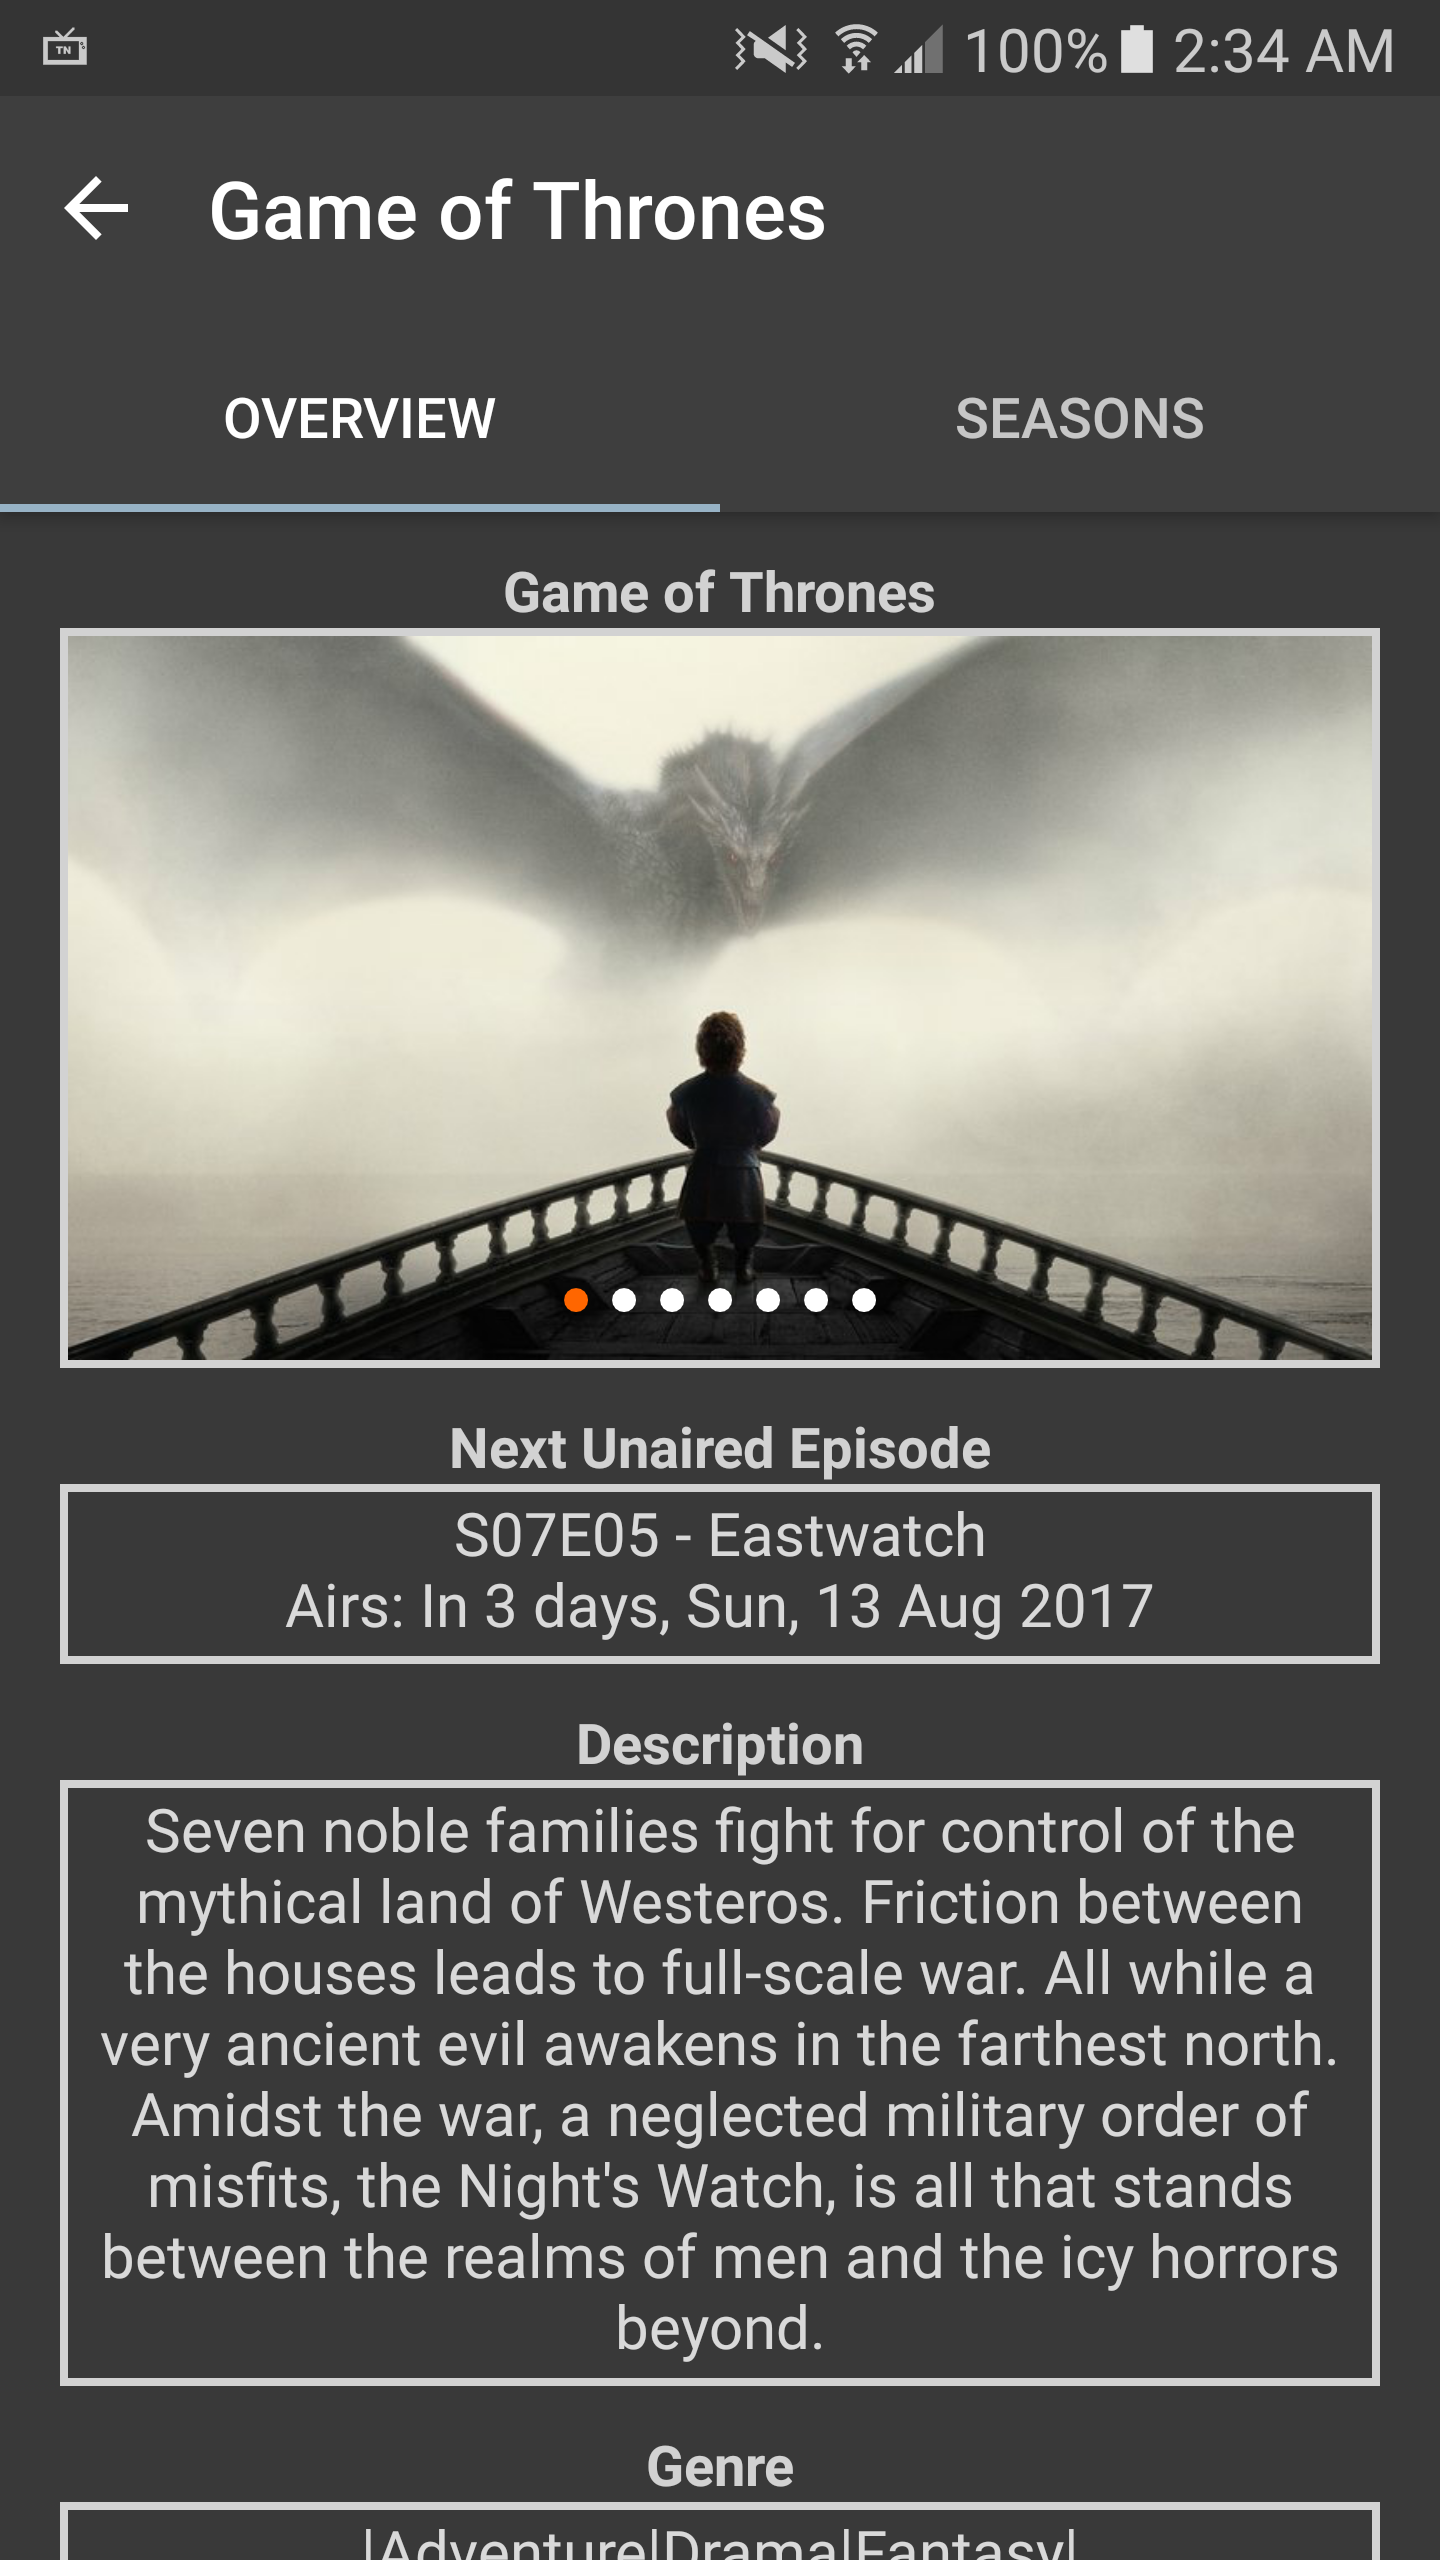 TN
100% 2:34 AM
Game of Thrones
OVERVIEW
SEASONS
Game of Thrones
Next Unaired Episode
S07E05 - Eastwatch
Airs: In 3 days, Sun, 13 Aug 2017
Description
Seven noble families fight for control of the
mythical land of Westeros. Friction between
the houses leads to full-scale war. All while a
very ancient evil awakens in the farthest north.
Amidst the war, a neglected military order of
misfits, the Night's Watch, is all that stands
between the realms of men and the icy horrors
beyond.
Genre
|Adventure|Drama|Fantasy|